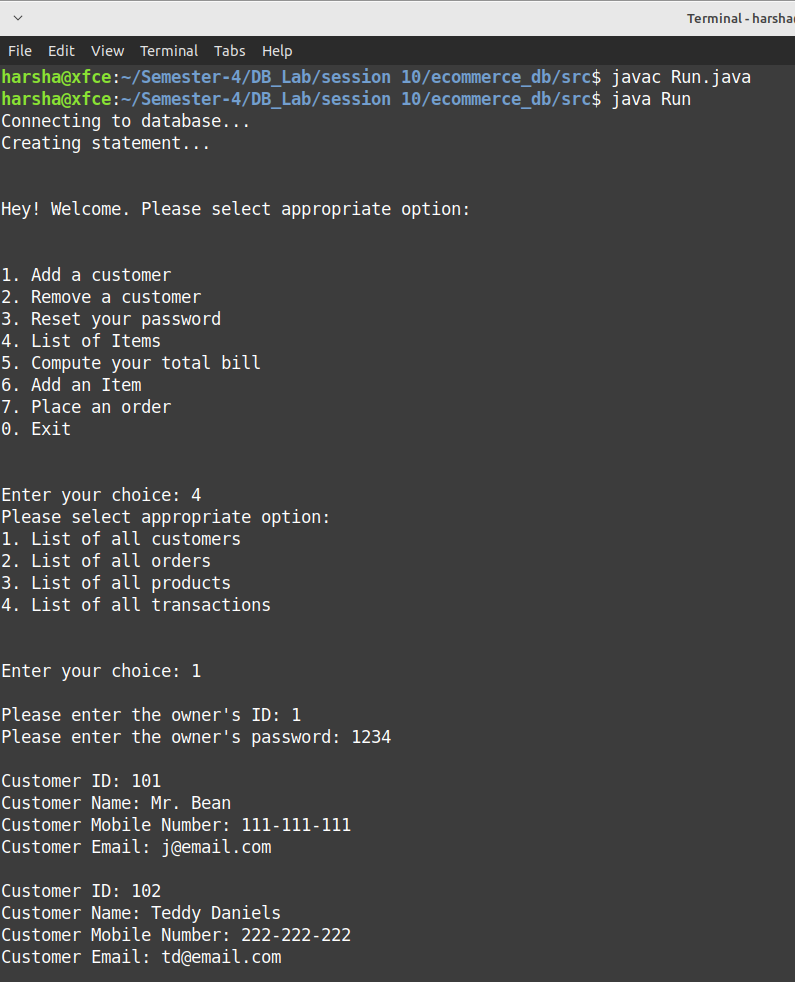 Terminal - harsha
File Edit View Terminal Tabs Help
harsha@xfce:~/Semester-4/DB_Lab/session 10/ecommerce_db/src$ javac Run.java
harsha@xfce:~/Semester-4/DB_Lab/session 10/ecommerce_db/src$ java Run
Connecting to database...
Creating statement...
Hey! Welcome. Please select appropriate option:
1. Add a customer
2. Remove a customer
3. Reset your password
4. List of Items
5. Compute your total bill
6. Add an Item
7. Place an order
0. Exit
Enter your choice: 4
Please select appropriate option:
1. List of all customers
2. List of all orders
3. List of all products
4. List of all transactions
Enter your choice: 1
Please enter the owner's ID: 1
Please enter the owner's password: 1234
Customer ID: 101
Customer Name: Mr. Bean
Customer Mobile Number: 111-111-111
Customer Email: j@email.com
Customer ID: 102
Customer Name: Teddy Daniels
Customer Mobile Number: 222-222-222
Customer Email: td@email.com